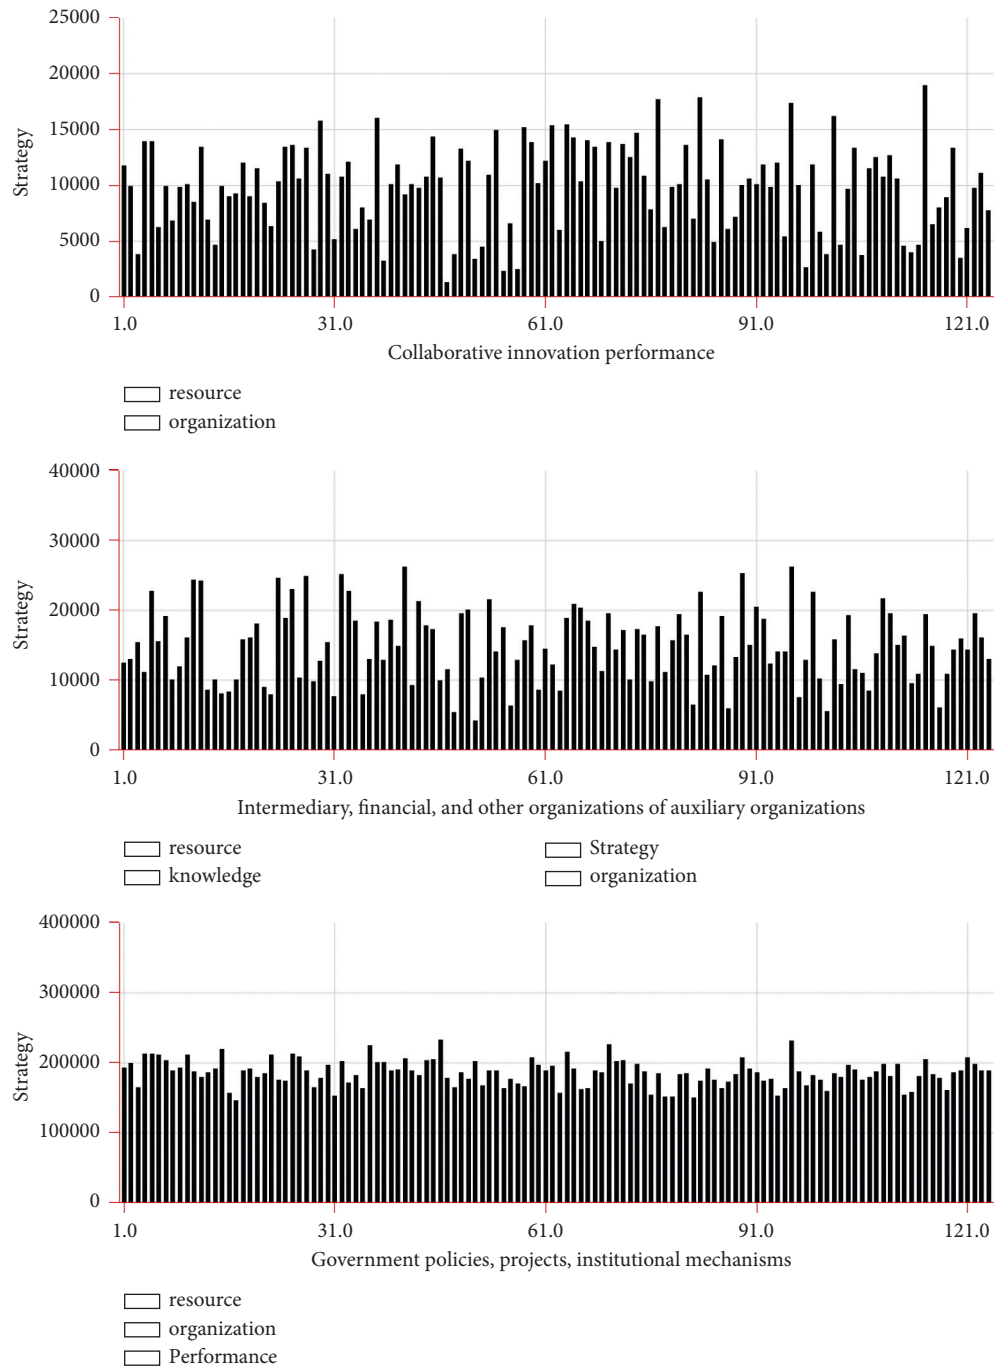 25000
20000
15000
10000
5000
0
Strategy
1.0 31.0 61.0 91.0 121.0
Collaborative innovation performance
resource
organization
40000
30000
20000
10000
0
Strategy
1.0 31.0 61.0 91.0 121.0
Intermediary, financial, and other organizations of auxiliary organizations
resource Strategy
knowledge organization
400000
300000
200000
100000
0
Strategy
1.0 31.0 61.0 91.0 121.0
Government policies, projects, institutional mechanisms
resource
organization
Performance